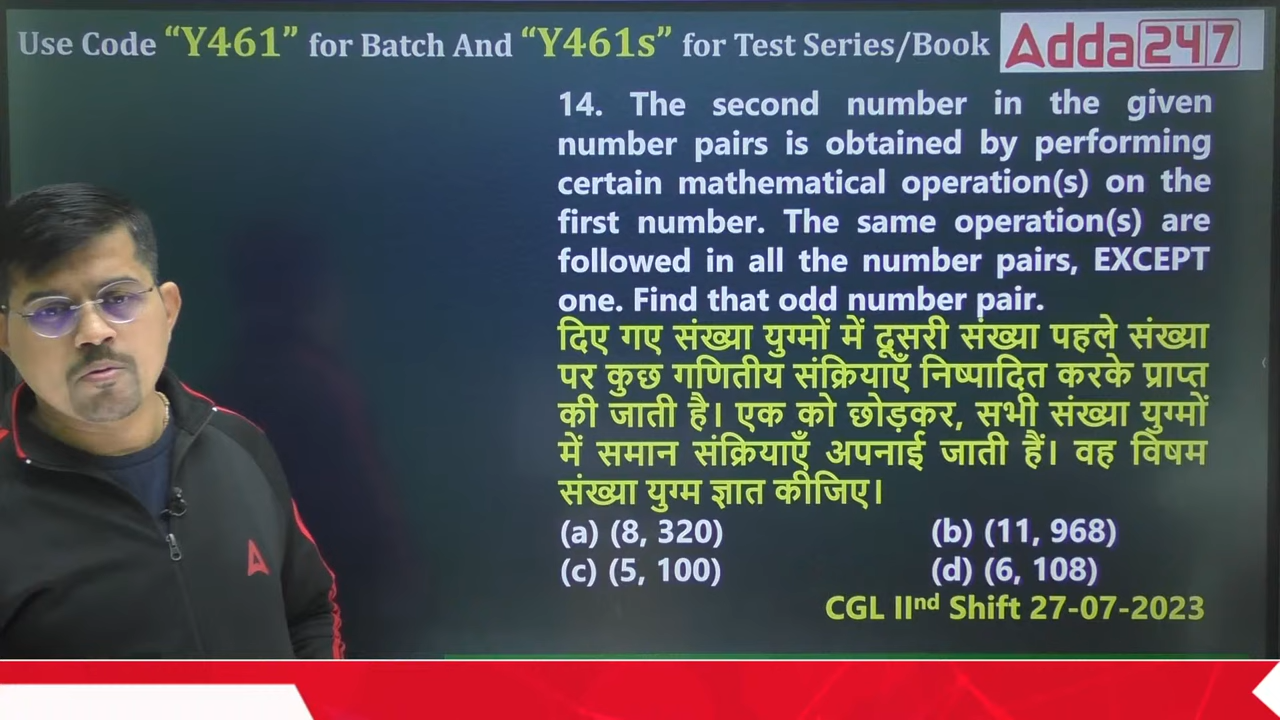 Use Code “Y461” for Batch And “Y461s” for Test Series/Book
Adda247
14. The second number in the given
number pairs is obtained by performing
certain mathematical operation(s) on the
first number. The same operation(s) are
followed in all the number pairs, EXCEPT
one. Find that odd number pair.
दिए गए संख्या युग्मों में दूसरी संख्या पहले संख्या
पर कुछ गणितीय संक्रियाएँ निष्पादित करके प्राप्त
की जाती है। एक को छोड़कर, सभी संख्या युग्मों
में समान संक्रियाएँ अपनाई जाती हैं। वह विषम
संख्या युग्म ज्ञात कीजिए।
(a) (8, 320) (b) (11, 968)
(c) (5, 100) (d) (6, 108)
CGL IInd Shift 27-07-2023